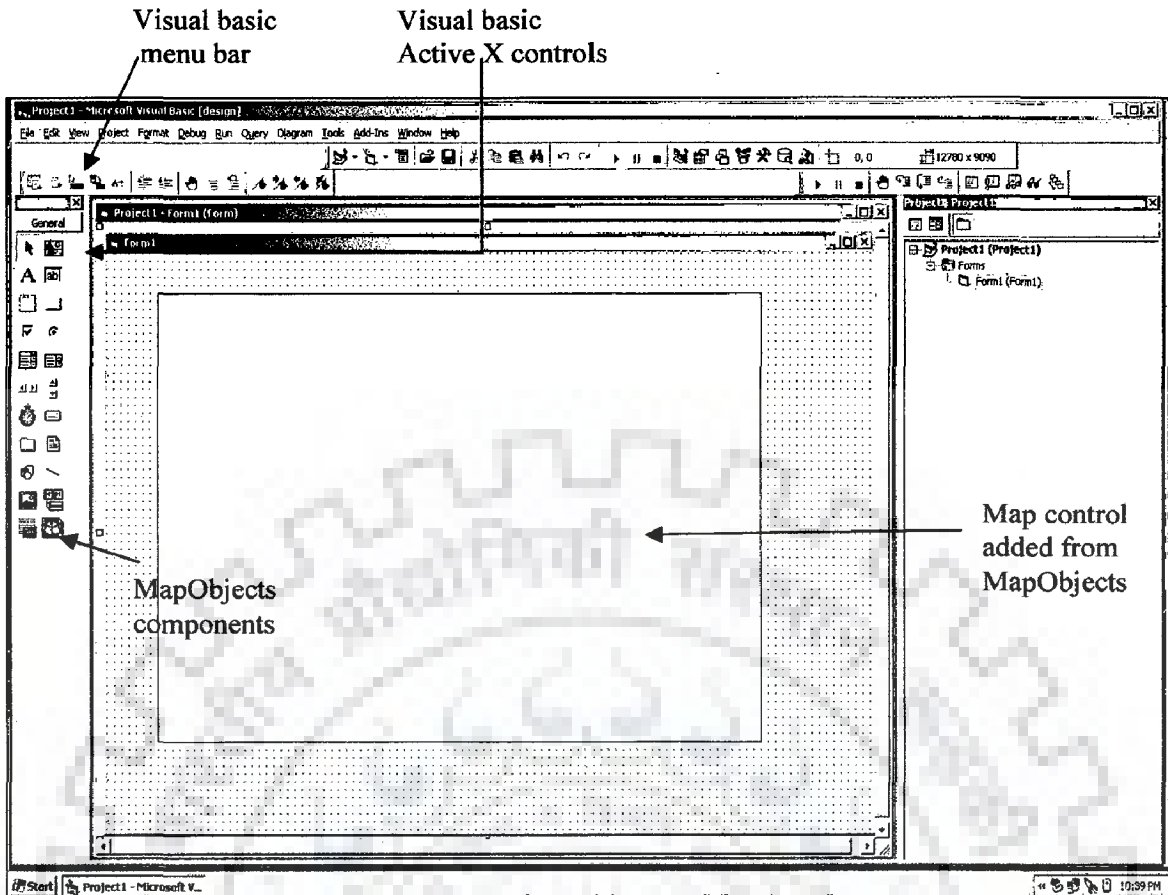 Visual basic
menu bar
Visual basic
Active X controls
Project1 - Microsoft Visual Basic [design]
File Edit View Project Format Debug Run Query Diagram Tools Add-Ins Window Help
0, 0
12780 x 9090
General
Project1 - Form1 (Form)
Form1
A
ab
Project1 (Project1)
Forms
Form1 (Form1)
MapObjects
components
Map control
added from
MapObjects
Start
Project1 - Microsoft V...
10:39 PM